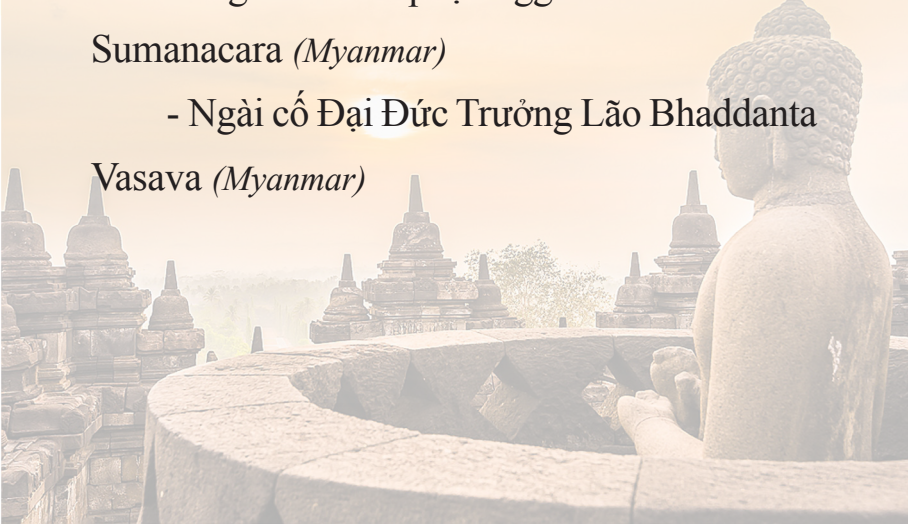 Sumanacara (Myanmar)
- Ngài cố Đại Đức Trưởng Lão Bhaddanta
Vasava (Myanmar)